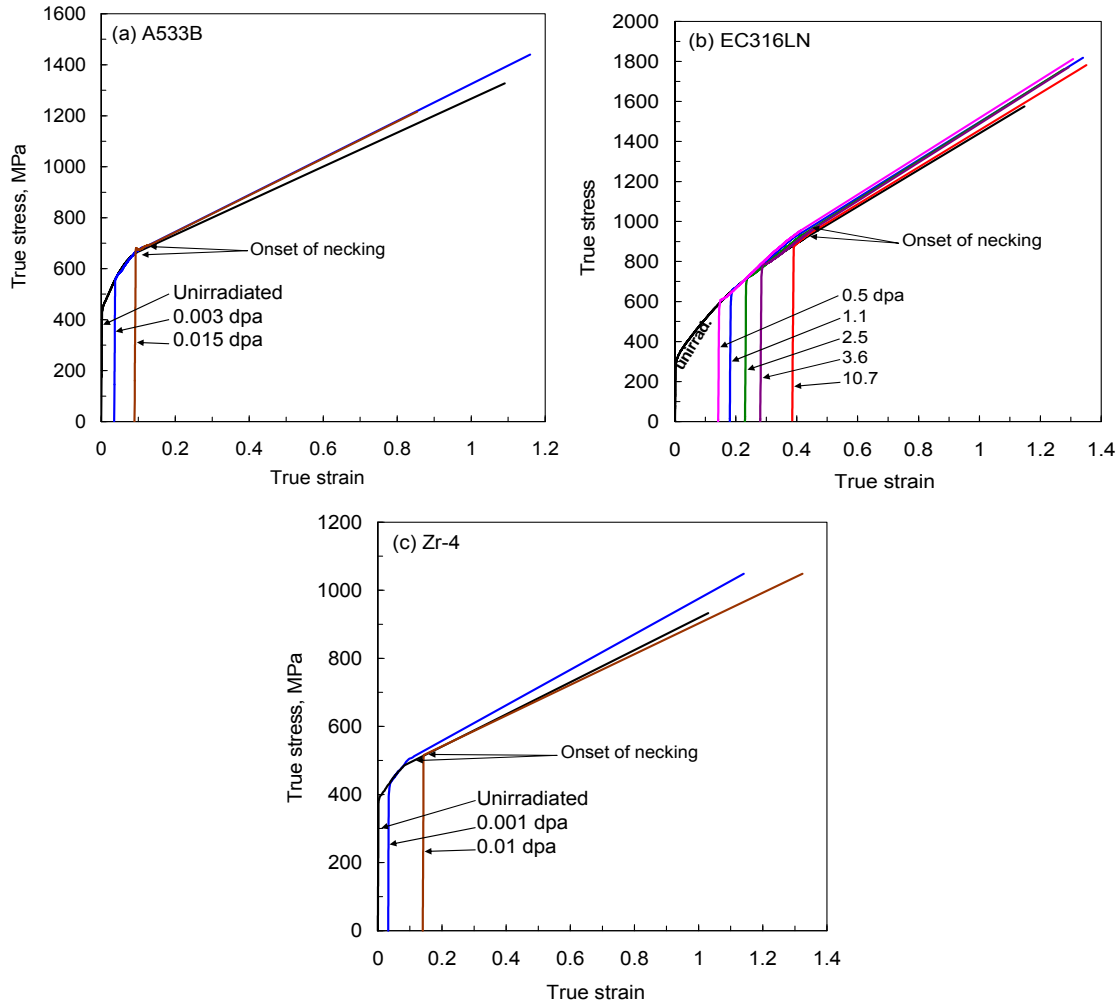 (a) A533B
True stress, MPa
1600
1400
1200
1000
800
600
400
200
0
Onset of necking
Unirradiated
0.003 dpa
0.015 dpa
0 0.2 0.4 0.6 0.8 1 1.2
True strain
(b) EC316LN
True stress
2000
1800
1600
1400
1200
1000
800
600
400
200
0
Onset of necking
unirrad.
0.5 dpa
1.1
2.5
3.6
10.7
0 0.2 0.4 0.6 0.8 1 1.2 1.4
True strain
(c) Zr-4
True stress, MPa
1200
1000
800
600
400
200
0
Onset of necking
Unirradiated
0.001 dpa
0.01 dpa
0 0.2 0.4 0.6 0.8 1 1.2 1.4
True strain